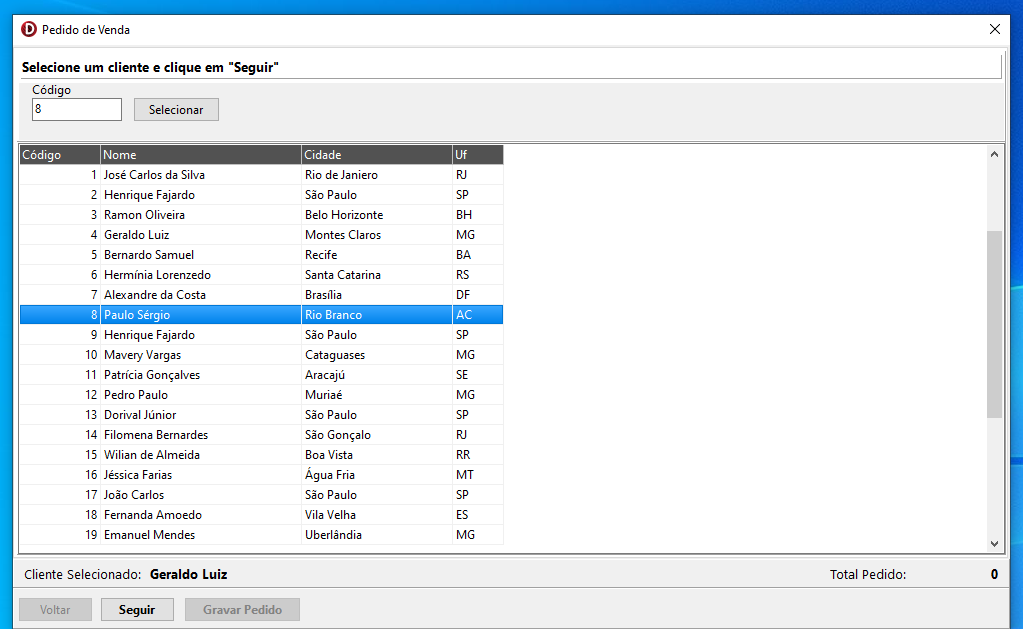 Pedido de Venda
Selecione um cliente e clique em "Seguir"
Código
8 Selecionar
Código Nome Cidade Uf
1 José Carlos da Silva Rio de Janiero RJ
2 Henrique Fajardo São Paulo SP
3 Ramon Oliveira Belo Horizonte BH
4 Geraldo Luiz Montes Claros MG
5 Bernardo Samuel Recife BA
6 Hermínia Lorenzedo Santa Catarina RS
7 Alexandre da Costa Brasília DF
8 Paulo Sérgio Rio Branco AC
9 Henrique Fajardo São Paulo SP
10 Mavery Vargas Cataguases MG
11 Patrícia Gonçalves Aracajú SE
12 Pedro Paulo Muriaé MG
13 Dorival Júnior São Paulo SP
14 Filomena Bernardes São Gonçalo RJ
15 Wilian de Almeida Boa Vista RR
16 Jéssica Farias Água Fria MT
17 João Carlos São Paulo SP
18 Fernanda Amoedo Vila Velha ES
19 Emanuel Mendes Uberlândia MG
Cliente Selecionado: Geraldo Luiz Total Pedido: 0
Voltar Seguir Gravar Pedido